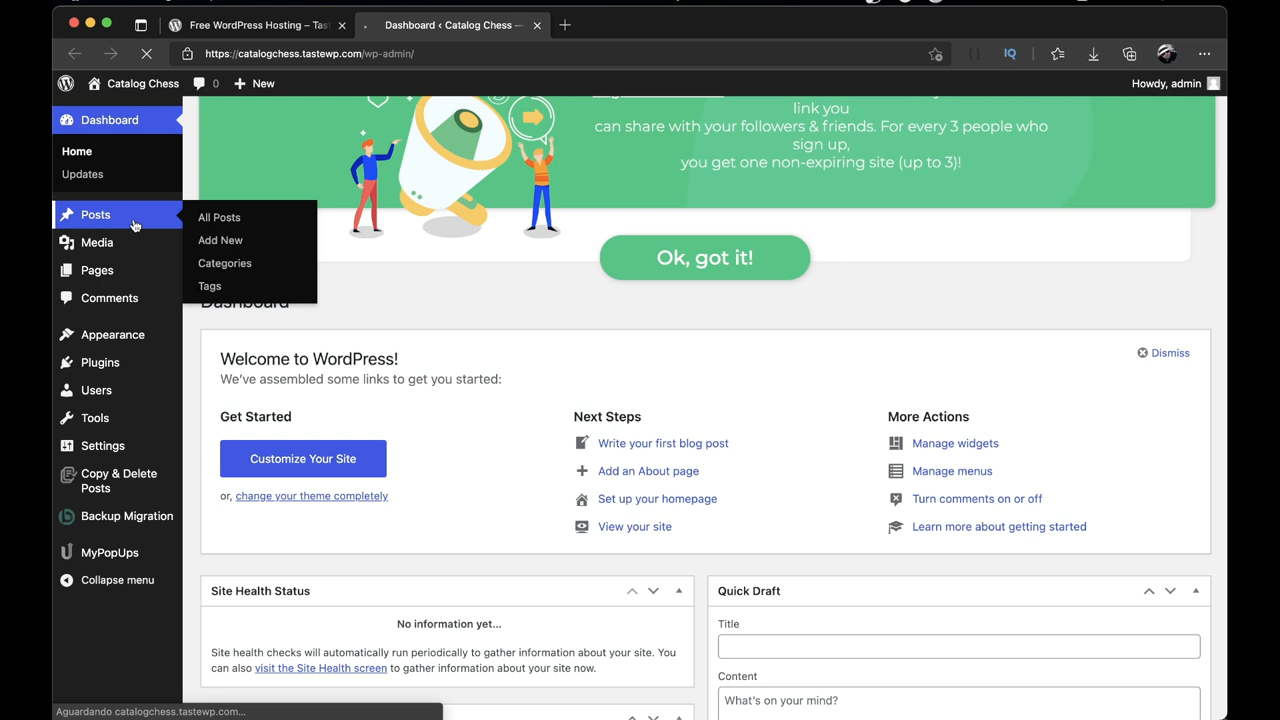 Free WordPress Hosting – Tast
Dashboard ‹ Catalog Chess —
https://catalogchess.tastewp.com/wp-admin/
IQ
Catalog Chess
0
New
Howdy, admin
Dashboard
Home
Updates
Posts
Media
Pages
Comments
Appearance
Plugins
Users
Tools
Settings
Copy & Delete
Posts
Backup Migration
MyPopUps
Collapse menu
All Posts
Add New
Categories
Tags
link you
can share with your followers & friends. For every 3 people who
sign up,
you get one non-expiring site (up to 3)!
Ok, got it!
Dashboard
Welcome to WordPress!
We've assembled some links to get you started:
Dismiss
Get Started
Customize Your Site
or, change your theme completely
Next Steps
Write your first blog post
Add an About page
Set up your homepage
View your site
More Actions
Manage widgets
Manage menus
Turn comments on or off
Learn more about getting started
Site Health Status
No information yet...
Site health checks will automatically run periodically to gather information about your site. You
can also visit the Site Health screen to gather information about your site now.
Quick Draft
Title
Content
What's on your mind?
Aguardando catalogchess.tastewp.com...